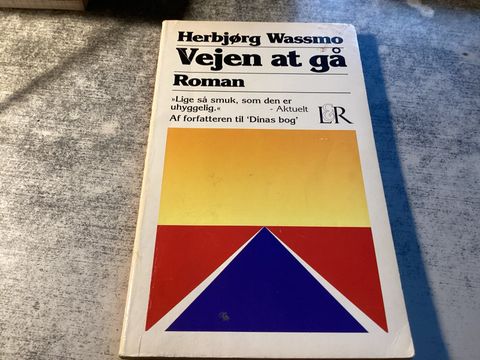 Herbjørg Wassmo
Vejen at gå
Roman
»Lige så smuk, som den er
uhyggelig.« - Aktuelt
Af forfatteren til 'Dinas bog'
L&R